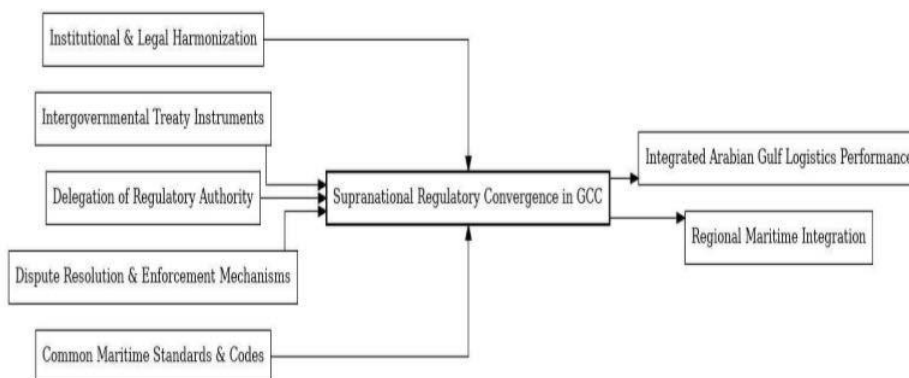 Institutional & Legal Harmonization
Intergovernmental Treaty Instruments
Delegation of Regulatory Authority
Dispute Resolution & Enforcement Mechanisms
Common Maritime Standards & Codes
Supranational Regulatory Convergence in GCC
Integrated Arabian Gulf Logistics Performance
Regional Maritime Integration